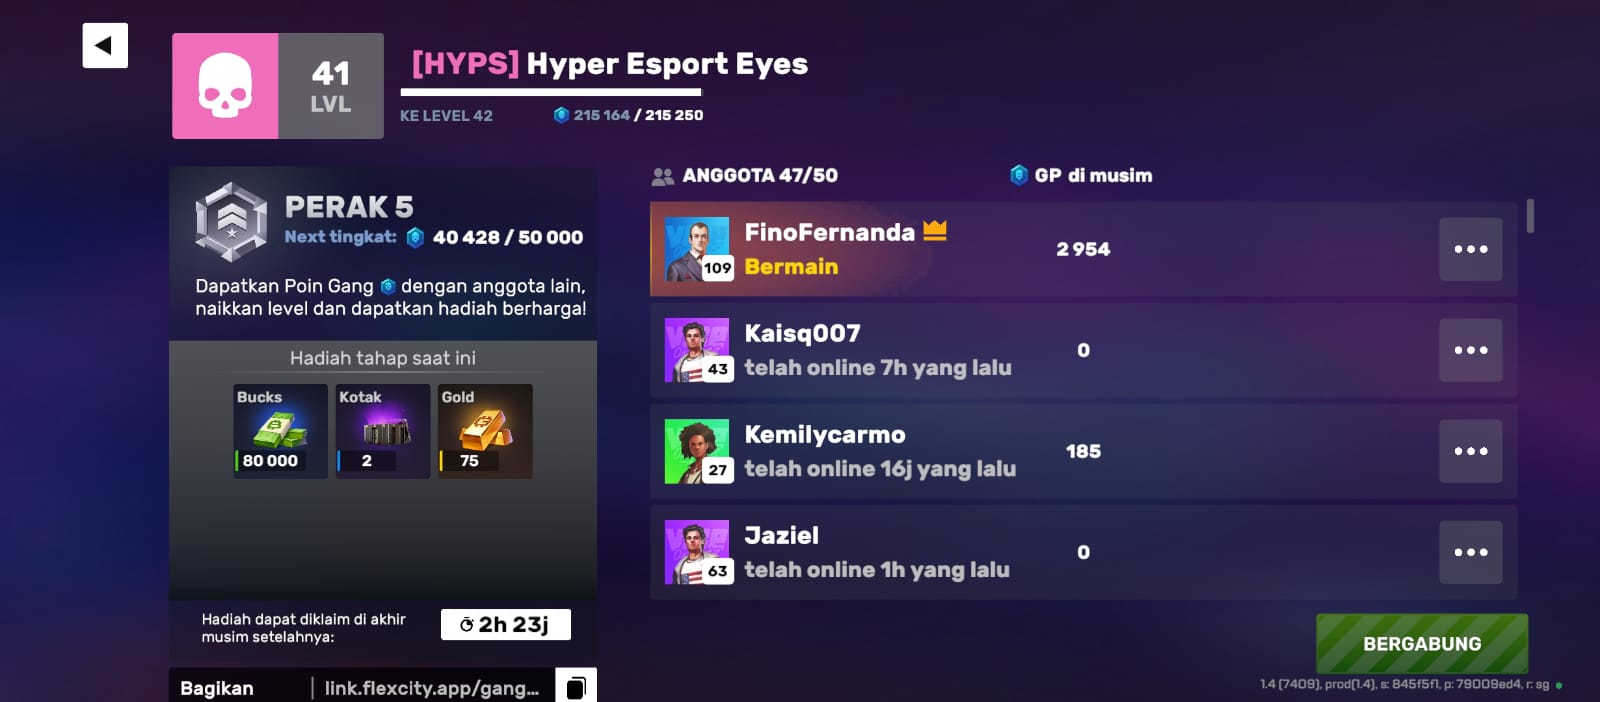 41
LVL
[HYPS] Hyper Esport Eyes
KE LEVEL 42
215 164 / 215 250
PERAK 5
Next tingkat: 40 428 / 50 000
Dapatkan Poin Gang dengan anggota lain,
naikkan level dan dapatkan hadiah berharga!
Hadiah tahap saat ini
Bucks
80 000
Kotak
2
Gold
75
Hadiah dapat diklaim di akhir
musim setelahnya:
2h 23j
Bagikan
link.flexcity.app/gang...
ANGGOTA 47/50
GP di musim
FinoFernanda
109
Bermain
2 954
Kaisq007
43
telah online 7h yang lalu
0
Kemilycarmo
27
telah online 16j yang lalu
185
Jaziel
63
telah online 1h yang lalu
0
BERGABUNG
1.4 (7409), prod(1.4), s: 845f5f1, p: 79009ed4, r: sg